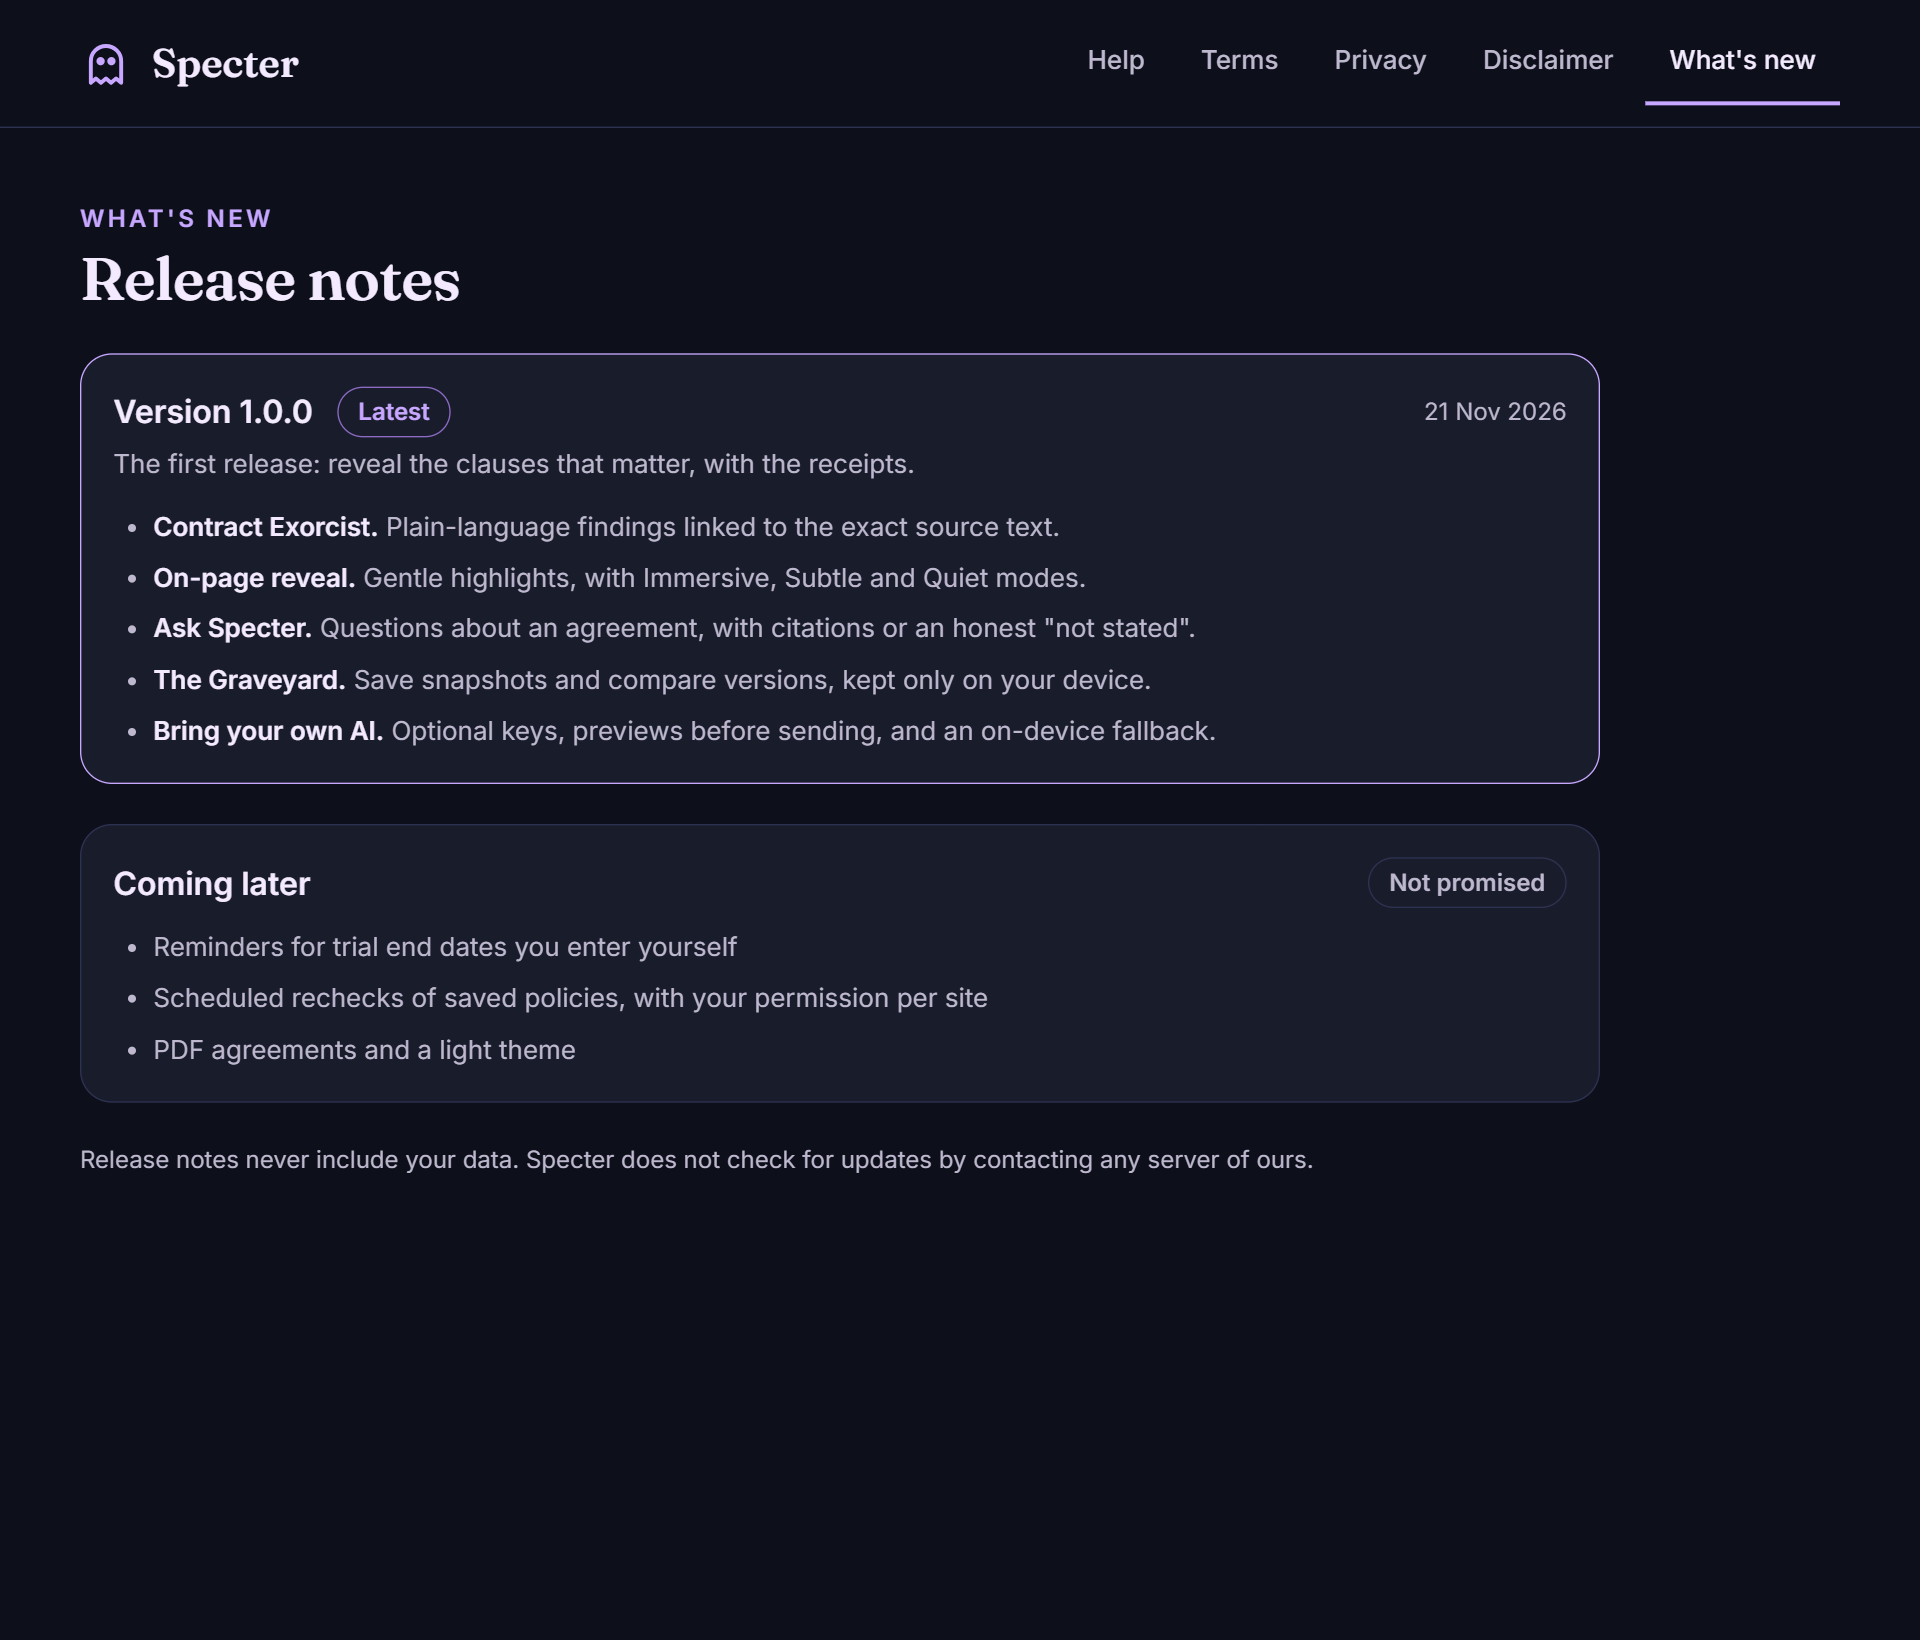 Specter
Help
Terms
Privacy
Disclaimer
What's new
WHAT'S NEW
Release notes
Version 1.0.0
Latest
21 Nov 2026
The first release: reveal the clauses that matter, with the receipts.
• Contract Exorcist. Plain-language findings linked to the exact source text.
• On-page reveal. Gentle highlights, with Immersive, Subtle and Quiet modes.
• Ask Specter. Questions about an agreement, with citations or an honest "not stated".
• The Graveyard. Save snapshots and compare versions, kept only on your device.
• Bring your own AI. Optional keys, previews before sending, and an on-device fallback.
Coming later
Not promised
• Reminders for trial end dates you enter yourself
• Scheduled rechecks of saved policies, with your permission per site
• PDF agreements and a light theme
Release notes never include your data. Specter does not check for updates by contacting any server of ours.